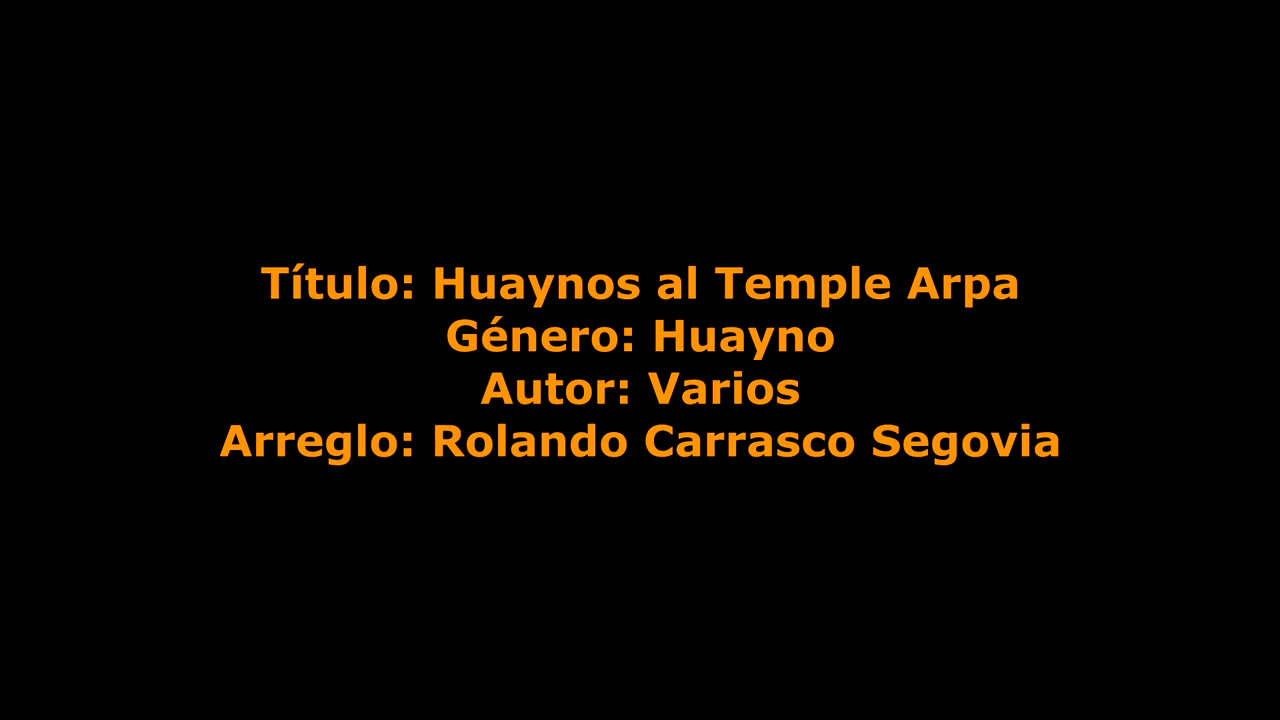 Título: Huaynos al Temple Arpa
Género: Huayno
Autor: Varios
Arreglo: Rolando Carrasco Segovia